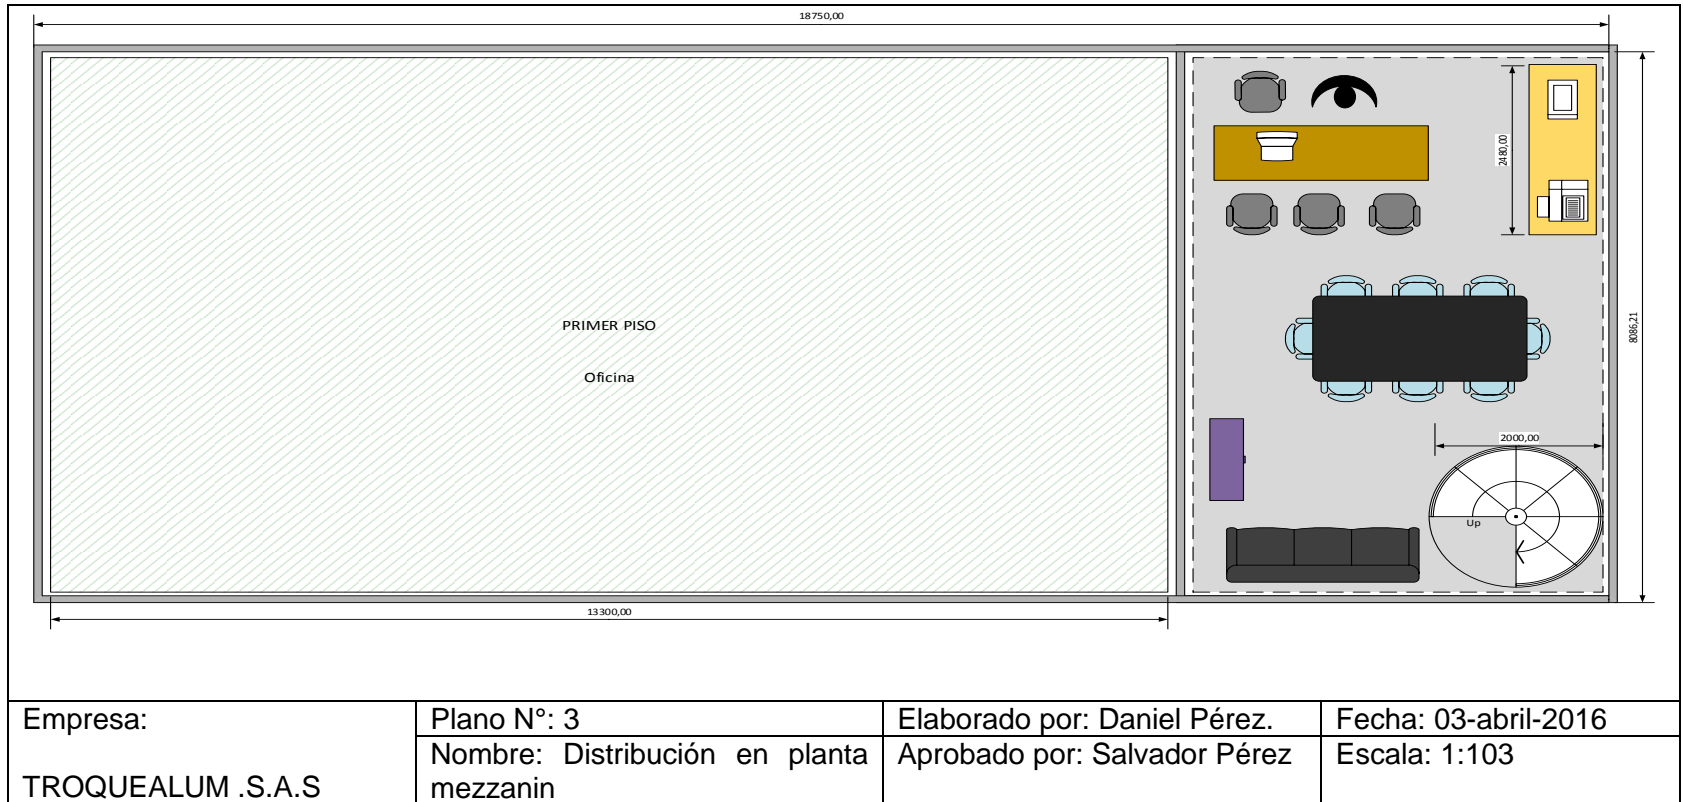 18750,00
2480,00
8086,21
PRIMER PISO
Oficina
2000,00
Up
13300,00
Empresa:
TROQUEALUM .S.A.S
Plano N°: 3
Nombre: Distribución en planta
mezzanin
Elaborado por: Daniel Pérez.
Aprobado por: Salvador Pérez
Fecha: 03-abril-2016
Escala: 1:103